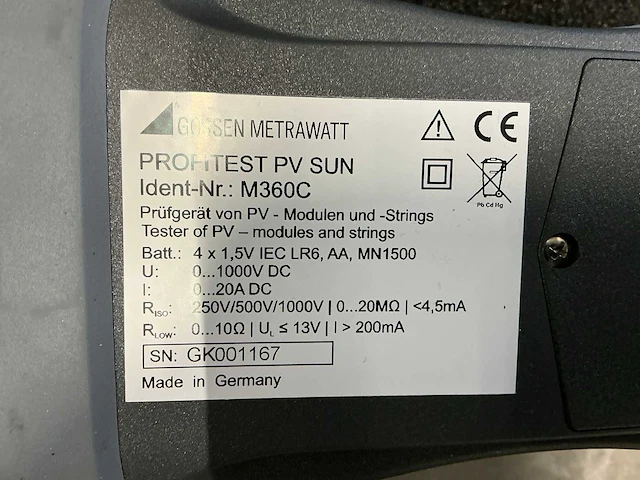 GOSSEN METRAWATT
PROFITEST PV SUN
Ident-Nr.: M360C
Prüfgerät von PV - Modulen und -Strings
Tester of PV – modules and strings
Batt.: 4 x 1,5V IEC LR6, AA, MN1500
U: 0...1000V DC
I: 0...20A DC
RISO: 250V/500V/1000V | 0...20MΩ | <4,5mA
RLOW: 0...10Ω | UL ≤ 13V | I > 200mA
SN: GK001167
Made in Germany
CE
Pb Cd Hg